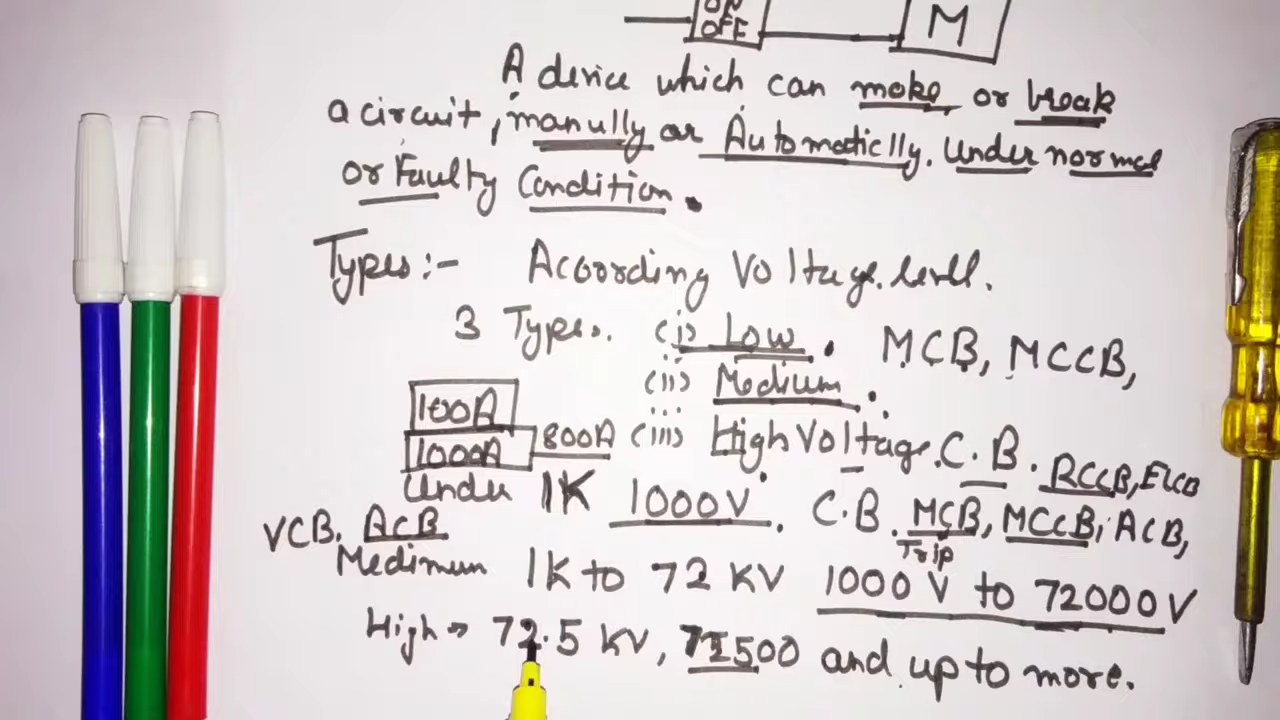 ON
OFF
M
A device which can make or break
a circuit, manully or Automaticlly. Under normal
or Faulty Condition.
Types:- Acording Voltage level.
3 Types. (i) Low. MCB, MCCB,
(ii) Medium.
100A
1000A 800A (iii) High Voltage. C.B. RCCB, ELCB
Under 1K 1000V. C.B. MCB, MCCB, ACB,
Trip
VCB. ACB
Medimum 1K to 72 KV 1000 V to 72000 V
High → 72.5 KV, 72500 and up to more.